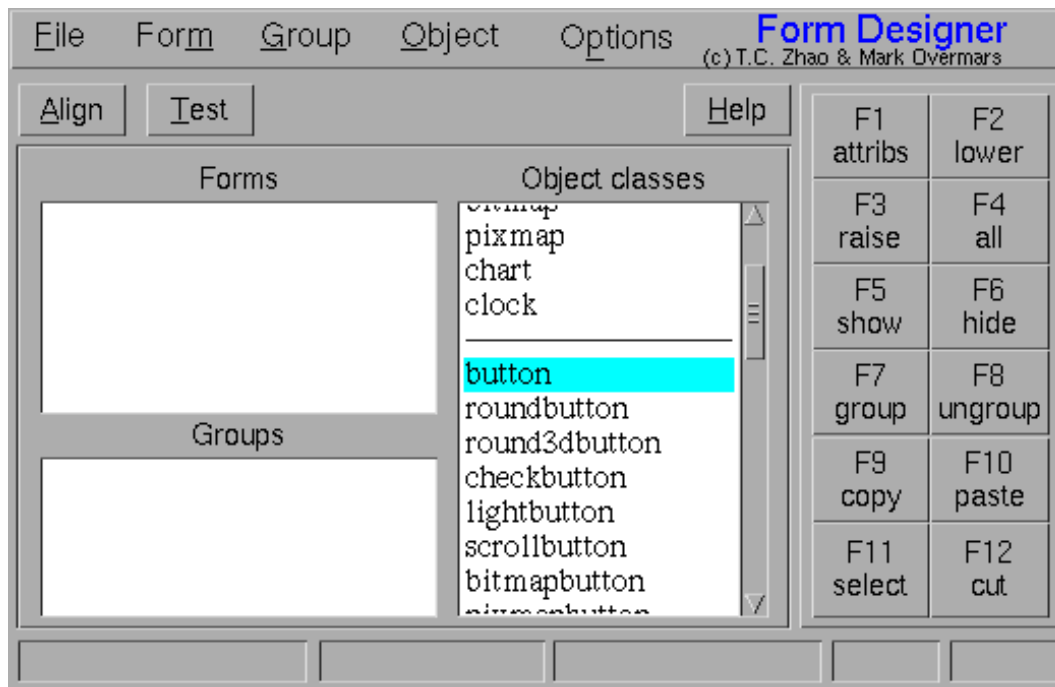 File Form Group Object Options Form Designer
(c) T.C. Zhao & Mark Overmars
Align Test Help
Forms
Groups
Object classes
bitmap
pixmap
chart
clock
button
roundbutton
round3dbutton
checkbutton
lightbutton
scrollbutton
bitmapbutton
pixmapbutton
F1
attribs
F2
lower
F3
raise
F4
all
F5
show
F6
hide
F7
group
F8
ungroup
F9
copy
F10
paste
F11
select
F12
cut